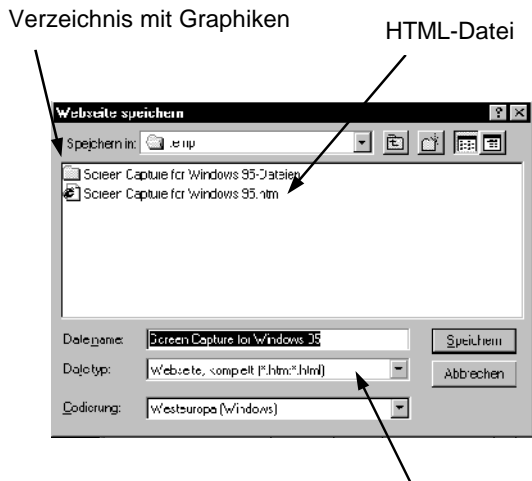 Verzeichnis mit Graphiken
HTML-Datei
Webseite speichern
Speichern in: temp
Screen Capture for Windows 95-Dateien
Screen Capture for Windows 95.htm
Dateiname: Screen Capture for Windows 95
Speichern
Dateityp: Webseite, komplett (*.htm;*.html)
Abbrechen
Codierung: Westeuropa (Windows)